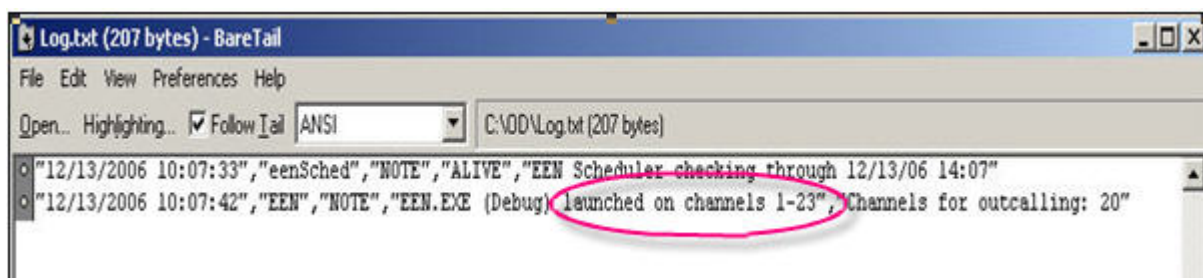 Log.txt (207 bytes) - BareTail
File Edit View Preferences Help
Open... Highlighting... Follow Tail ANSI C:\OD\Log.txt (207 bytes)
"12/13/2006 10:07:33","eenSched","NOTE","ALIVE","EEN Scheduler checking through 12/13/06 14:07"
"12/13/2006 10:07:42","EEN","NOTE","EEN.EXE (Debug) launched on channels 1-23","Channels for outcalling: 20"